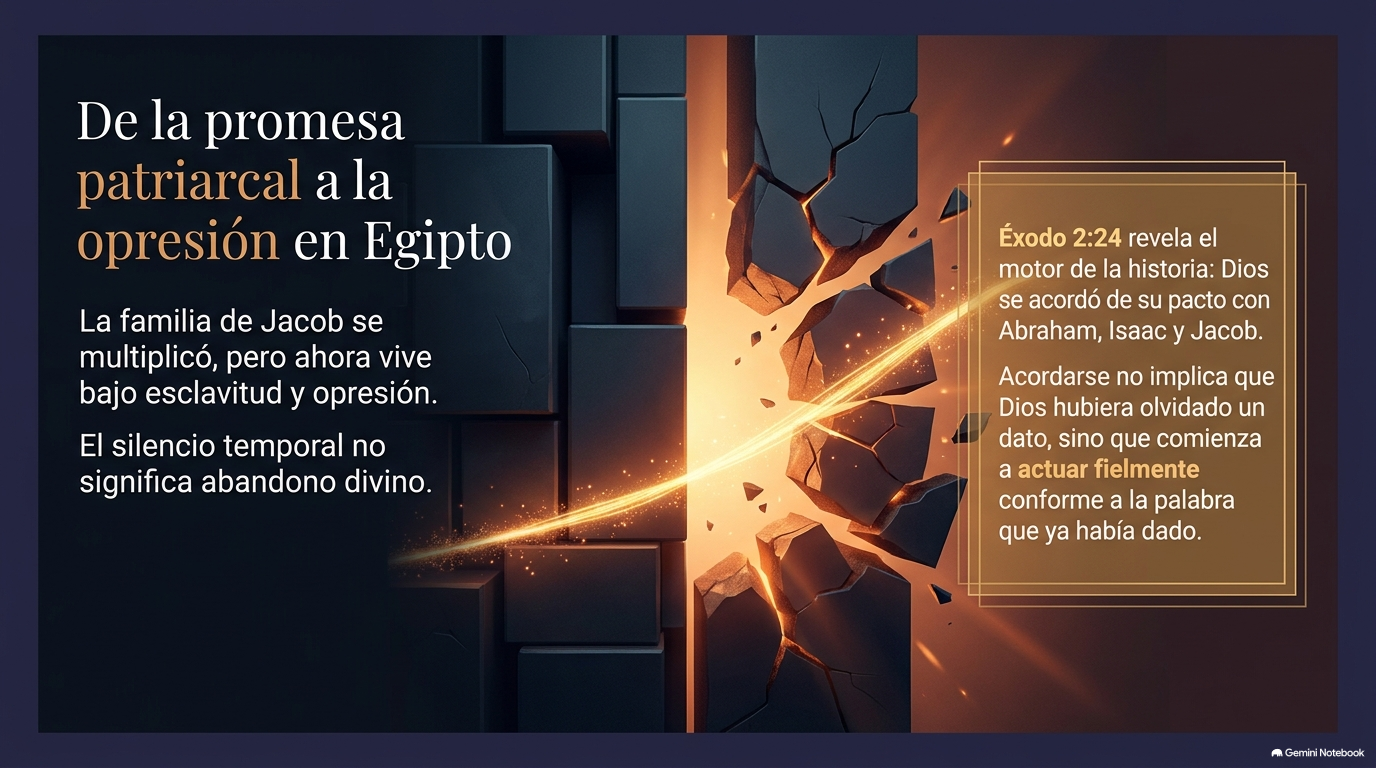 De la promesa
patriarcal a la
opresión en Egipto
La familia de Jacob se
multiplicó, pero ahora vive
bajo esclavitud y opresión.
El silencio temporal no
significa abandono divino.
Éxodo 2:24 revela el
motor de la historia: Dios
se acordó de su pacto con
Abraham, Isaac y Jacob.
Acordarse no implica que
Dios hubiera olvidado un
dato, sino que comienza
a actuar fielmente
conforme a la palabra
que ya había dado.
Gemini Notebook